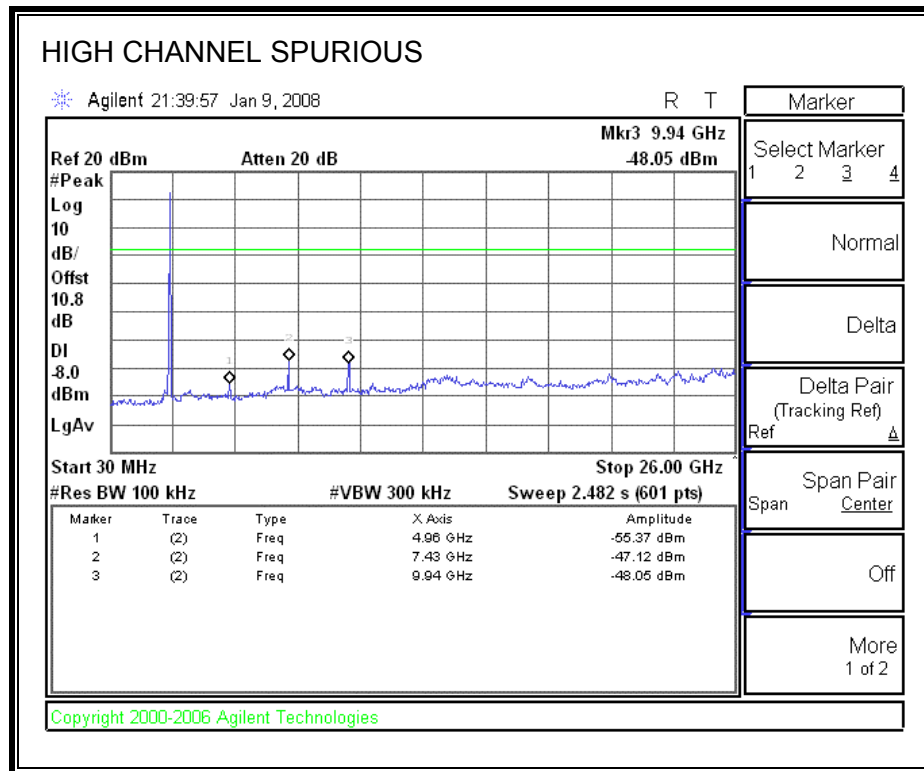 HIGH CHANNEL SPURIOUS
Agilent 21:39:57 Jan 9, 2008
R T
Mkr3 9.94 GHz
Ref 20 dBm
Atten 20 dB
-48.05 dBm
#Peak
Log
10
dB/
Offst
10.8
dB
DI
-8.0
dBm
LgAv
1
2
3
Start 30 MHz
Stop 26.00 GHz
#Res BW 100 kHz
#VBW 300 kHz
Sweep 2.482 s (601 pts)
Marker Trace Type X Axis Amplitude
1 (2) Freq 4.96 GHz -55.37 dBm
2 (2) Freq 7.43 GHz -47.12 dBm
3 (2) Freq 9.94 GHz -48.05 dBm
Marker
Select Marker
1 2 3 4
Normal
Delta
Delta Pair
(Tracking Ref)
Ref Δ
Span Pair
Span Center
Off
More
1 of 2
Copyright 2000-2006 Agilent Technologies